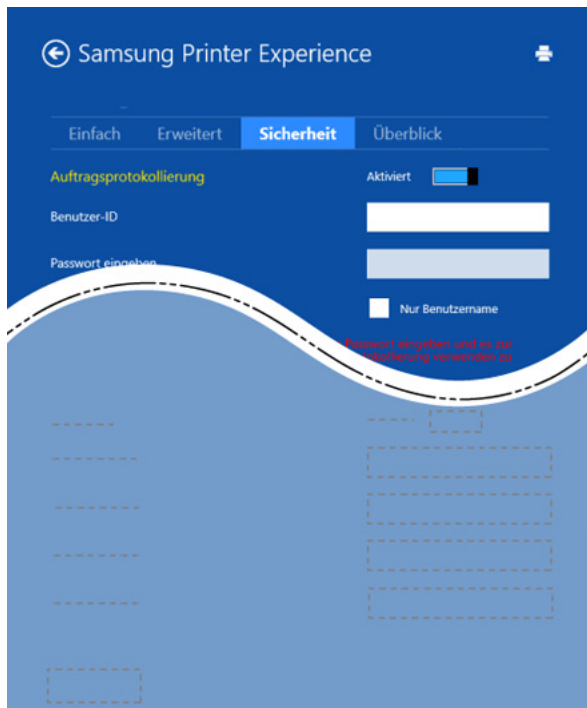 Samsung Printer Experience
Einfach Erweitert Sicherheit Überblick
Auftragsprotokollierung Aktiviert
Benutzer-ID
Passwort eingeben
Nur Benutzername
Passwort eingeben und es zur
verwenden zu